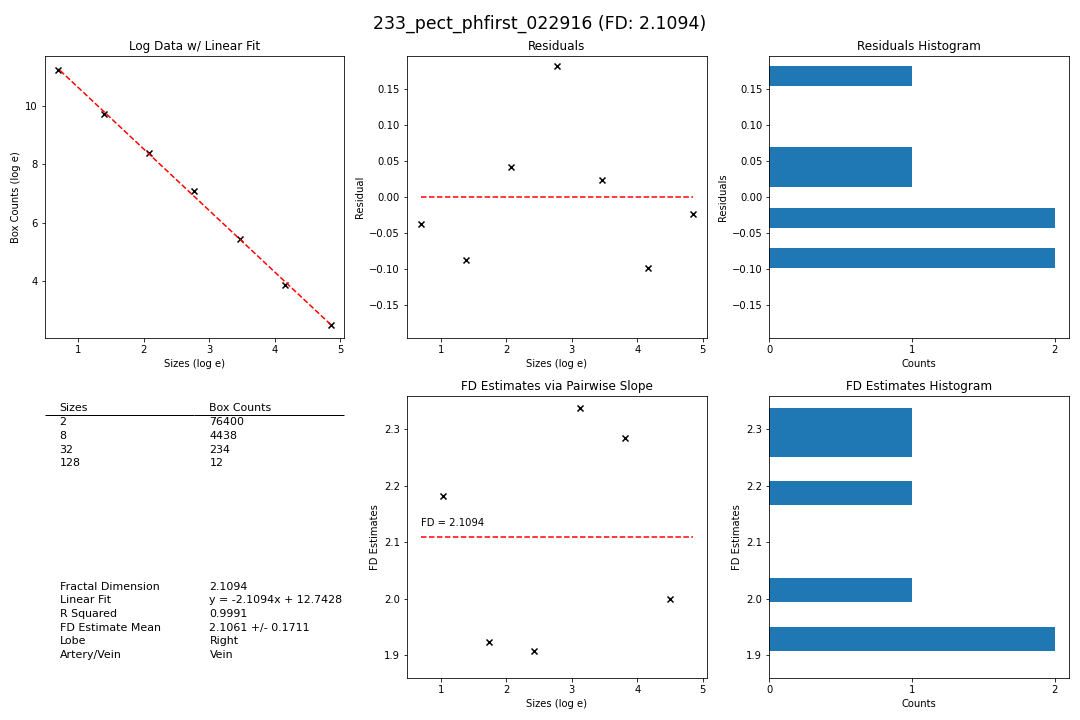 233_pect_phfirst_022916 (FD: 2.1094)
Log Data w/ Linear Fit
Box Counts (log e)
10
8
6
4
1 2 3 4 5
Sizes (log e)
Residuals
Residual
0.15
0.10
0.05
0.00
−0.05
−0.10
−0.15
1 2 3 4 5
Sizes (log e)
Residuals Histogram
Residuals
0.15
0.10
0.05
0.00
−0.05
−0.10
−0.15
0 1 2
Counts
Sizes Box Counts
2 76400
8 4438
32 234
128 12
Fractal Dimension 2.1094
Linear Fit y = -2.1094x + 12.7428
R Squared 0.9991
FD Estimate Mean 2.1061 +/- 0.1711
Lobe Right
Artery/Vein Vein
FD Estimates via Pairwise Slope
FD Estimates
2.3
2.2
2.1
2.0
1.9
FD = 2.1094
1 2 3 4 5
Sizes (log e)
FD Estimates Histogram
FD Estimates
2.3
2.2
2.1
2.0
1.9
0 1 2
Counts